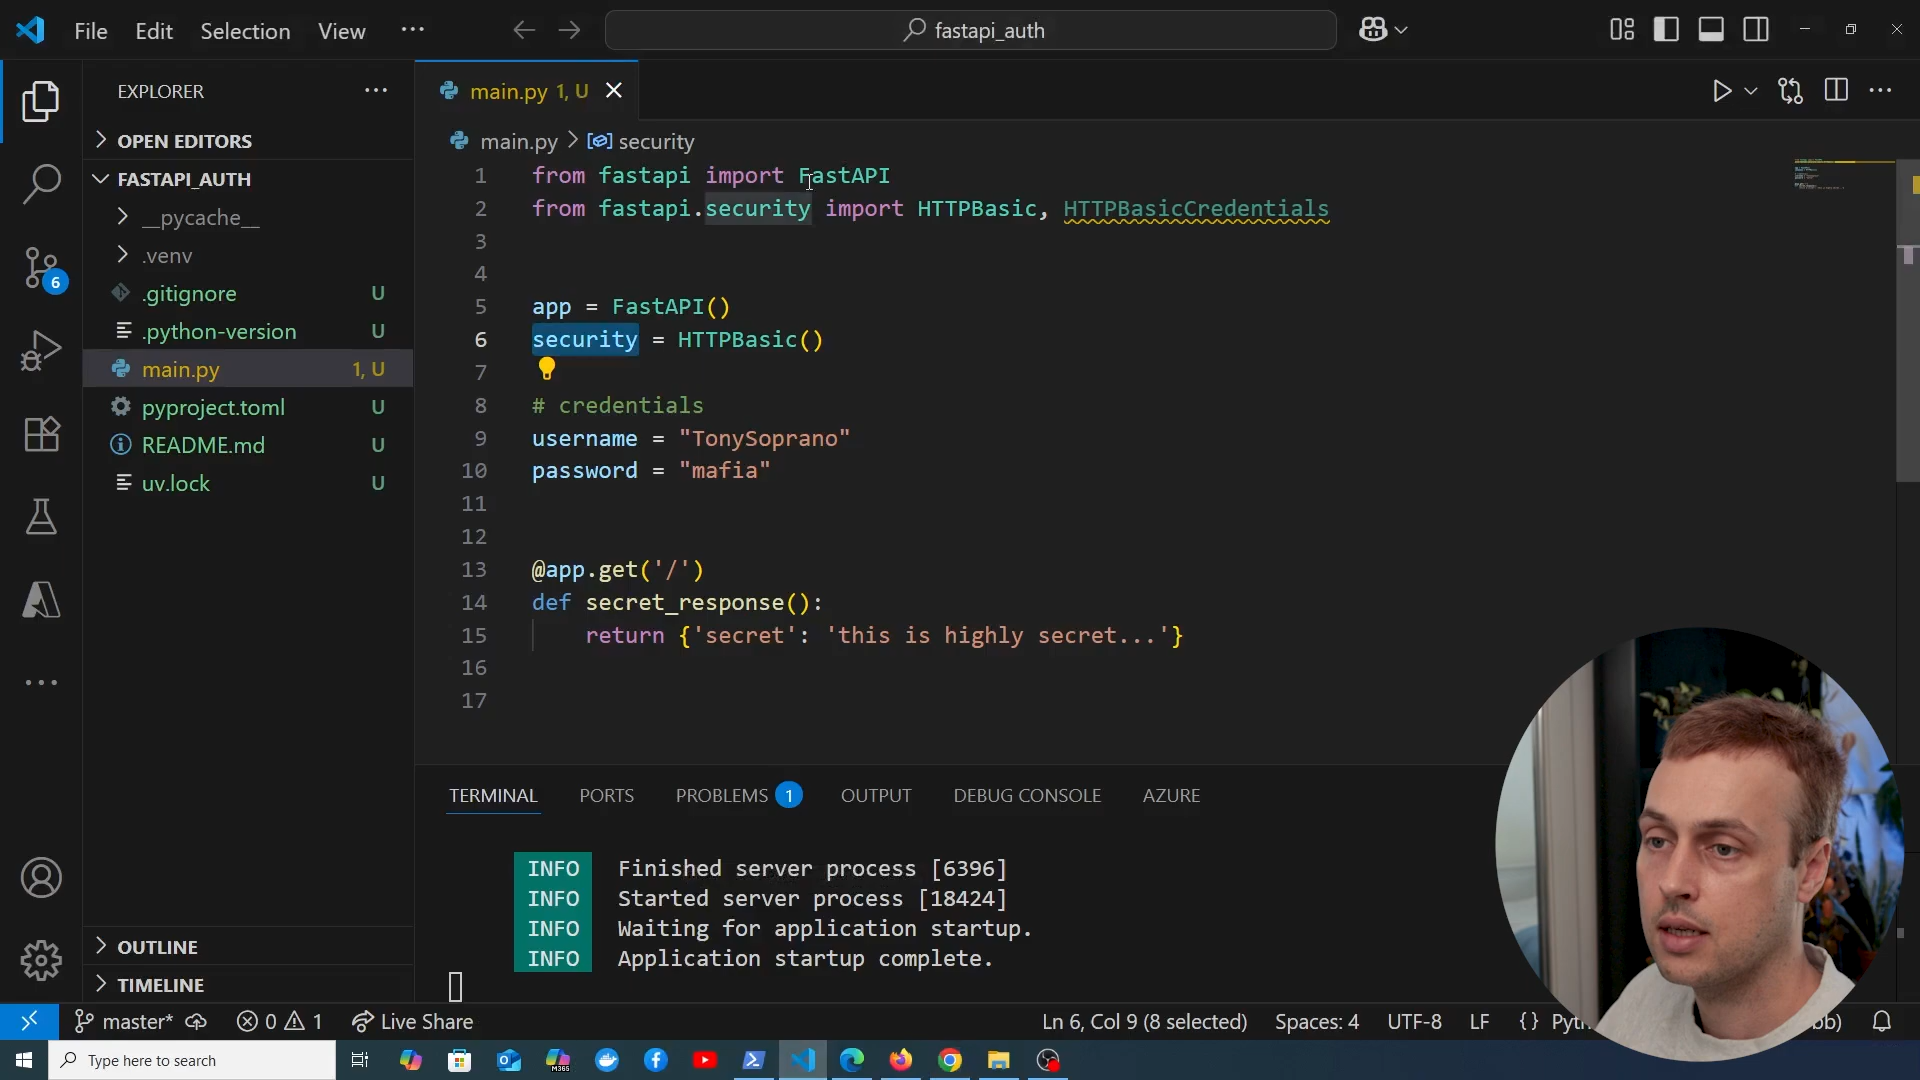 File Edit Selection View ···
fastapi_auth
EXPLORER ···
OPEN EDITORS
FASTAPI_AUTH
__pycache__
.venv
.gitignore U
.python-version U
6
main.py 1, U
pyproject.toml U
README.md U
uv.lock U
OUTLINE
TIMELINE
main.py 1, U
main.py > security
1 from fastapi import FastAPI
2 from fastapi.security import HTTPBasic, HTTPBasicCredentials
3
4
5 app = FastAPI()
6 security = HTTPBasic()
7
8 # credentials
9 username = "TonySoprano"
10 password = "mafia"
11
12
13 @app.get('/')
14 def secret_response():
15 return {'secret': 'this is highly secret...'}
16
17
TERMINAL PORTS PROBLEMS 1 OUTPUT DEBUG CONSOLE AZURE
INFO Finished server process [6396]
INFO Started server process [18424]
INFO Waiting for application startup.
INFO Application startup complete.
master* 0 1 Live Share Ln 6, Col 9 (8 selected) Spaces: 4 UTF-8 LF {}
Type here to search